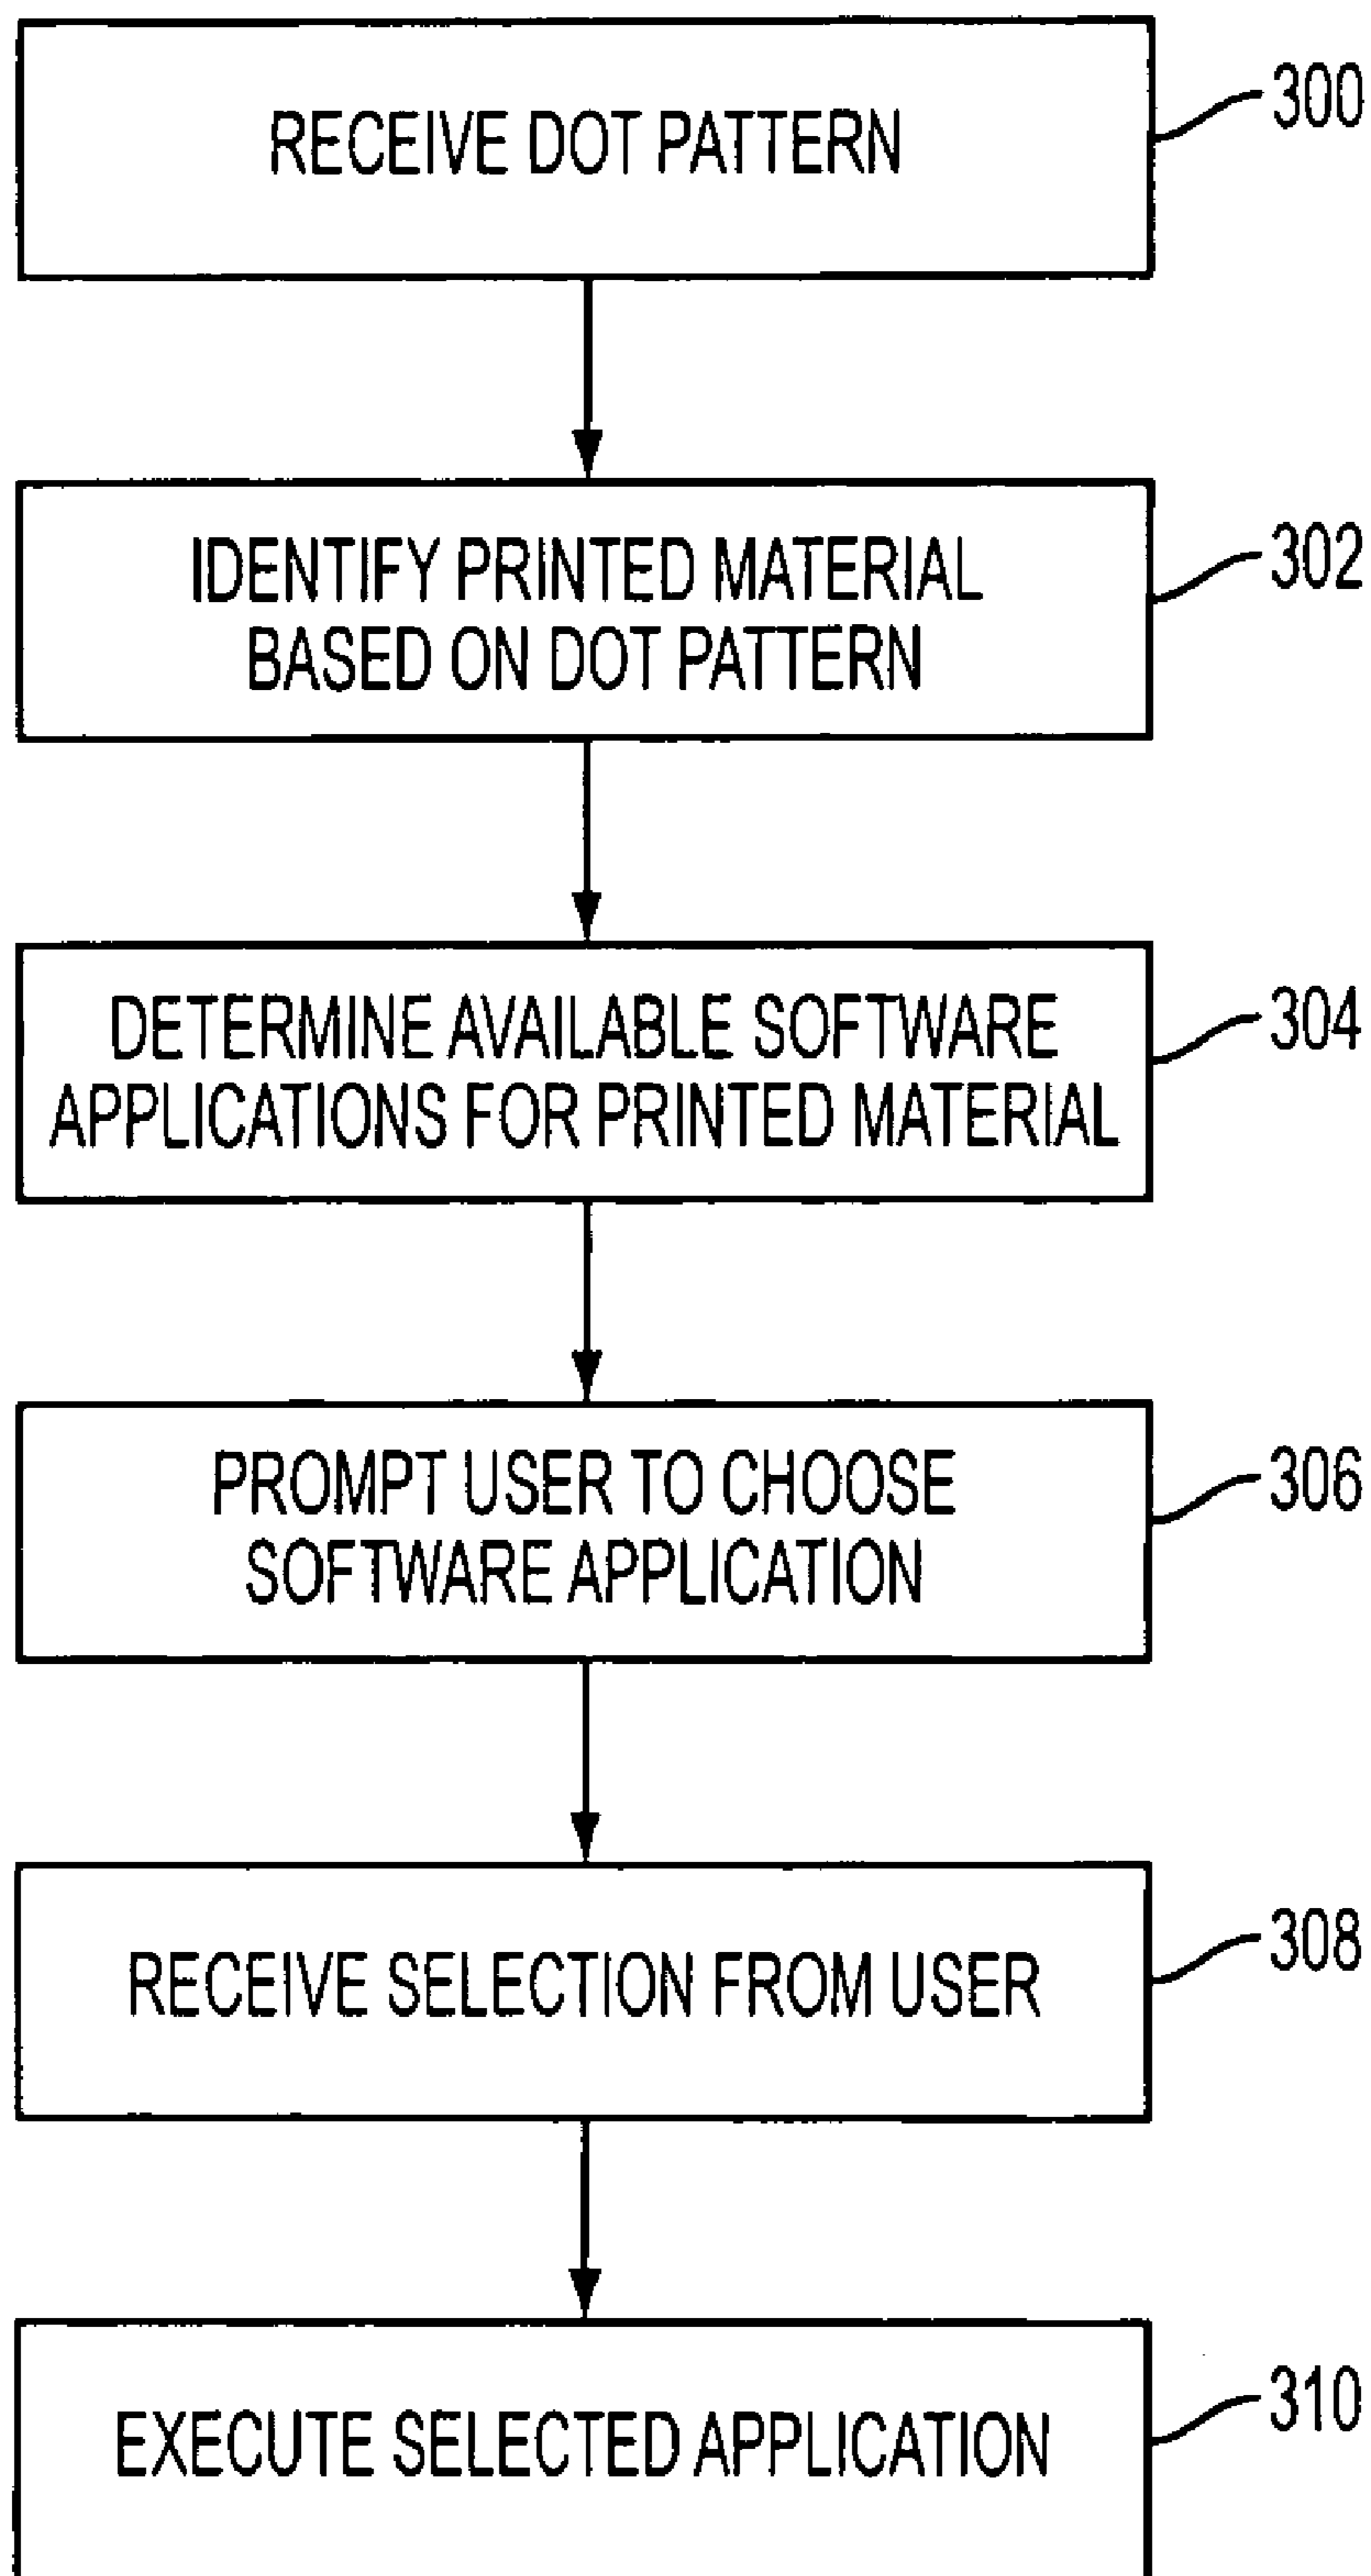 RECEIVE DOT PATTERN
300
IDENTIFY PRINTED MATERIAL
BASED ON DOT PATTERN
302
DETERMINE AVAILABLE SOFTWARE
APPLICATIONS FOR PRINTED MATERIAL
304
PROMPT USER TO CHOOSE
SOFTWARE APPLICATION
306
RECEIVE SELECTION FROM USER
308
EXECUTE SELECTED APPLICATION
310